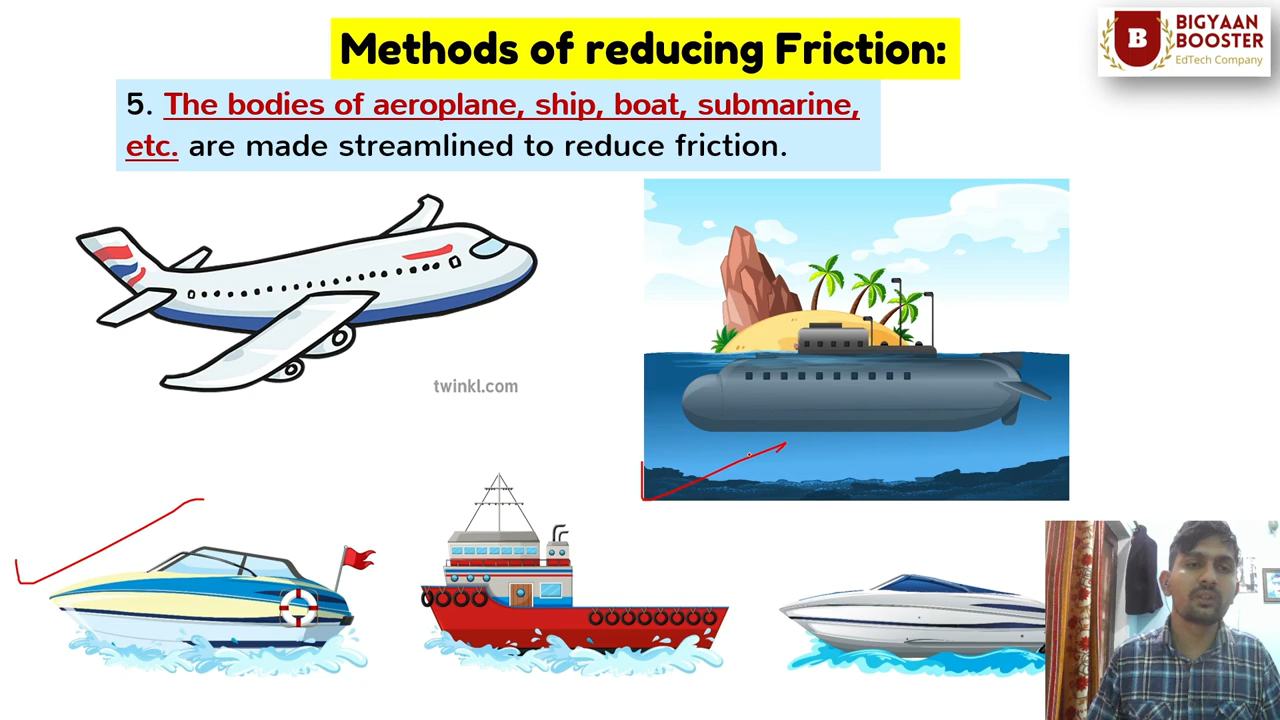 Methods of reducing Friction:
BIGYAAN
BOOSTER
EdTech Company
B
5. The bodies of aeroplane, ship, boat, submarine,
etc. are made streamlined to reduce friction.
twinkl.com